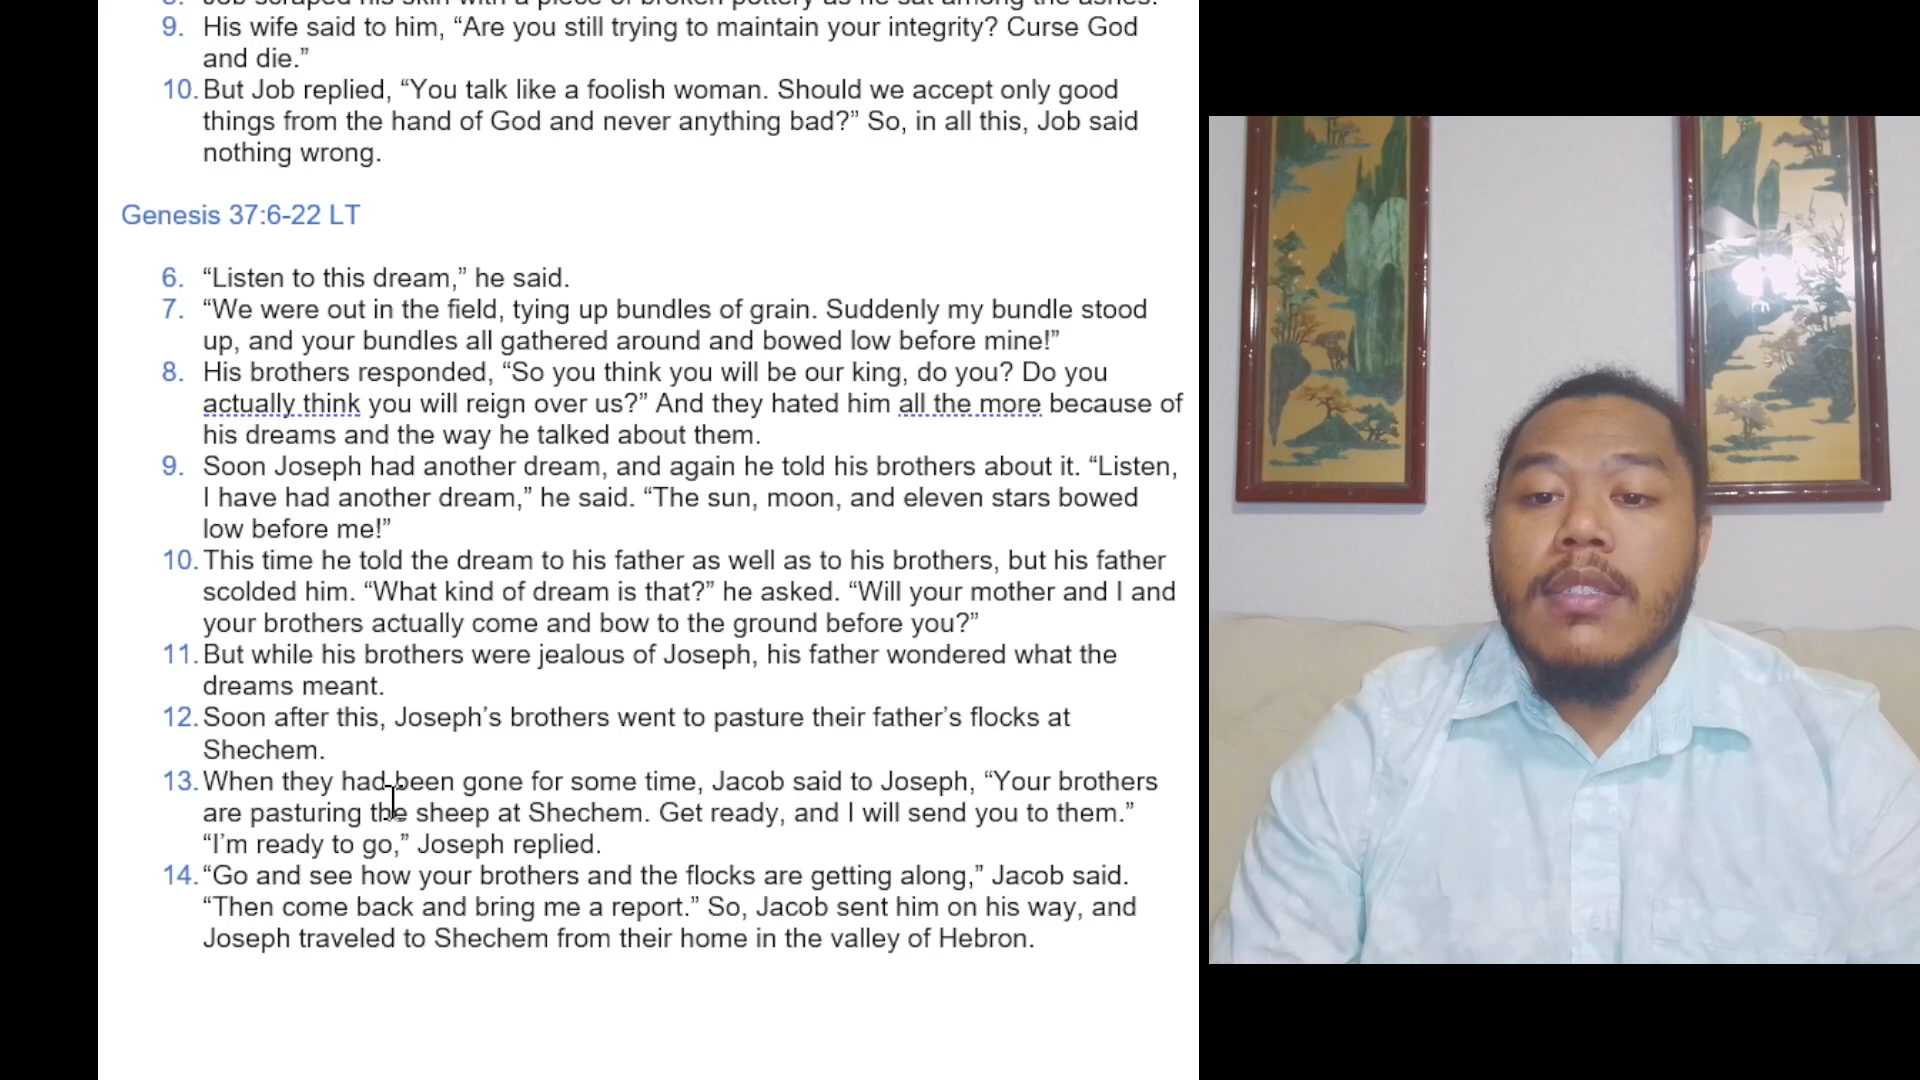 8. Job scraped his skin with a piece of broken pottery as he sat among the ashes.
9. His wife said to him, “Are you still trying to maintain your integrity? Curse God
and die.”
10. But Job replied, “You talk like a foolish woman. Should we accept only good
things from the hand of God and never anything bad?” So, in all this, Job said
nothing wrong.
Genesis 37:6-22 LT
6. “Listen to this dream,” he said.
7. “We were out in the field, tying up bundles of grain. Suddenly my bundle stood
up, and your bundles all gathered around and bowed low before mine!”
8. His brothers responded, “So you think you will be our king, do you? Do you
actually think you will reign over us?” And they hated him all the more because of
his dreams and the way he talked about them.
9. Soon Joseph had another dream, and again he told his brothers about it. “Listen,
I have had another dream,” he said. “The sun, moon, and eleven stars bowed
low before me!”
10. This time he told the dream to his father as well as to his brothers, but his father
scolded him. “What kind of dream is that?” he asked. “Will your mother and I and
your brothers actually come and bow to the ground before you?”
11. But while his brothers were jealous of Joseph, his father wondered what the
dreams meant.
12. Soon after this, Joseph’s brothers went to pasture their father’s flocks at
Shechem.
13. When they had been gone for some time, Jacob said to Joseph, “Your brothers
are pasturing the sheep at Shechem. Get ready, and I will send you to them.”
“I’m ready to go,” Joseph replied.
14. “Go and see how your brothers and the flocks are getting along,” Jacob said.
“Then come back and bring me a report.” So, Jacob sent him on his way, and
Joseph traveled to Shechem from their home in the valley of Hebron.